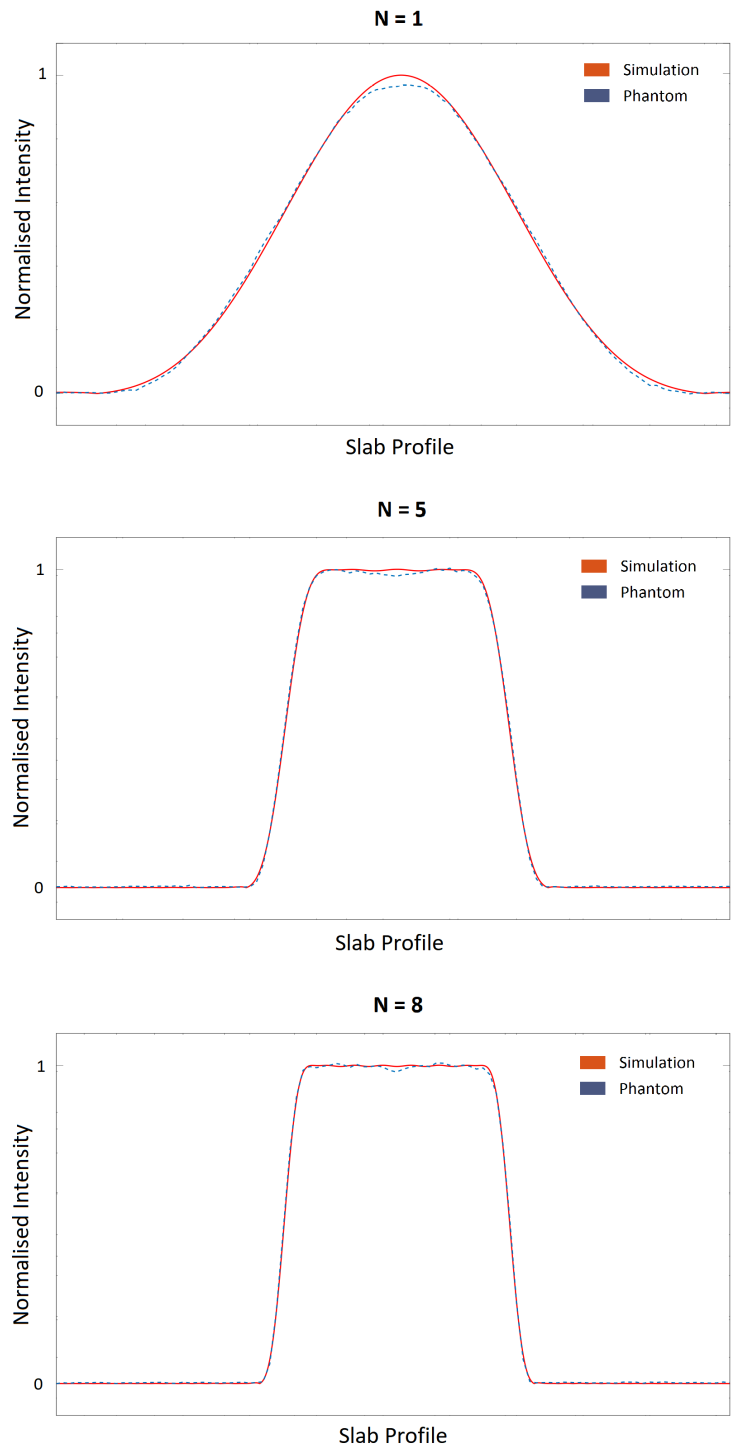 N = 1
1
Simulation
Phantom
Normalised Intensity
0
Slab Profile
N = 5
1
Simulation
Phantom
Normalised Intensity
0
Slab Profile
N = 8
1
Simulation
Phantom
Normalised Intensity
0
Slab Profile